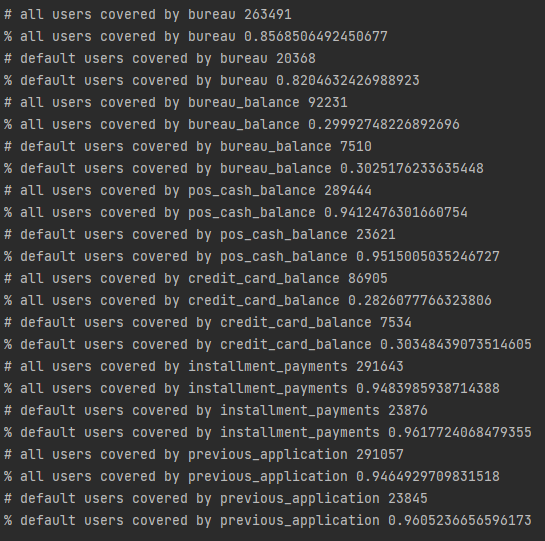 # all users covered by bureau 263491
% all users covered by bureau 0.8568506492450677
# default users covered by bureau 20368
% default users covered by bureau 0.8204632426988923
# all users covered by bureau_balance 92231
% all users covered by bureau_balance 0.29992748226892696
# default users covered by bureau_balance 7510
% default users covered by bureau_balance 0.3025176233635448
# all users covered by pos_cash_balance 289444
% all users covered by pos_cash_balance 0.9412476301660754
# default users covered by pos_cash_balance 23621
% default users covered by pos_cash_balance 0.9515005035246727
# all users covered by credit_card_balance 86905
% all users covered by credit_card_balance 0.2826077766323806
# default users covered by credit_card_balance 7534
% default users covered by credit_card_balance 0.30348439073514605
# all users covered by installment_payments 291643
% all users covered by installment_payments 0.9483985938714388
# default users covered by installment_payments 23876
% default users covered by installment_payments 0.9617724068479355
# all users covered by previous_application 291057
% all users covered by previous_application 0.9464929709831518
# default users covered by previous_application 23845
% default users covered by previous_application 0.9605236656596173